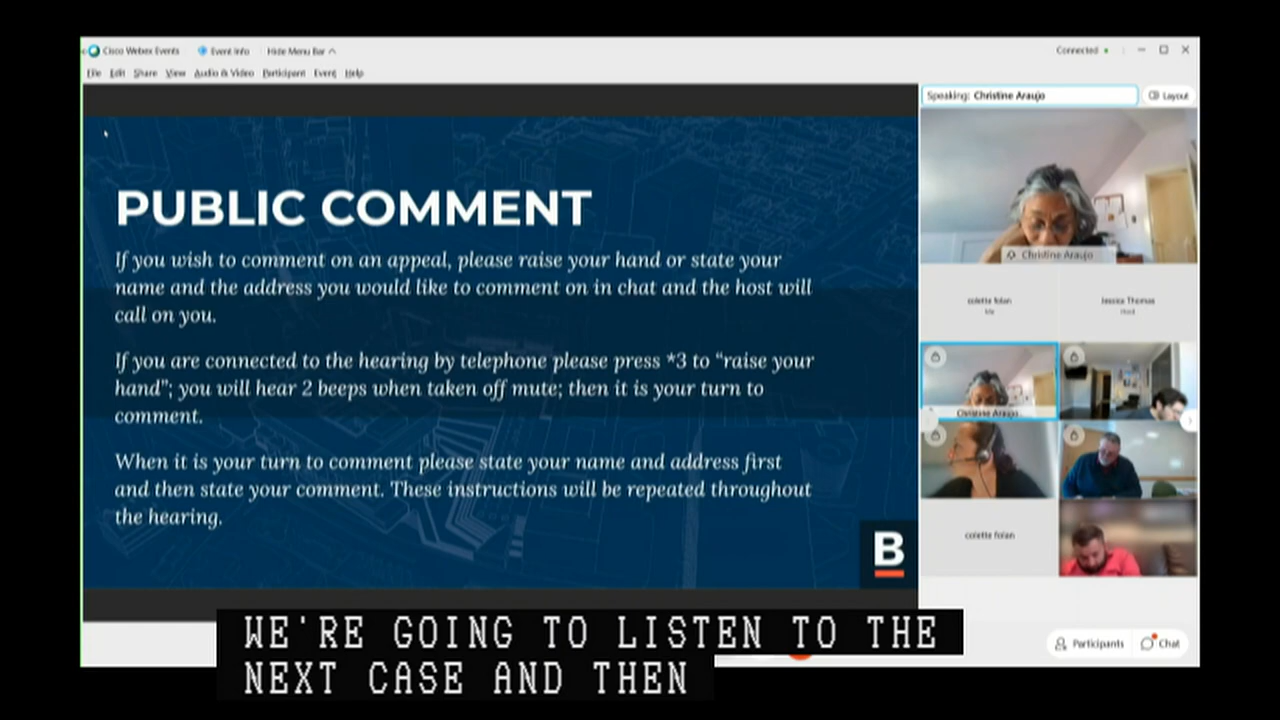 Cisco Webex Events
Event Info
Hide Menu Bar
Connected
File Edit Share View Audio & Video Participant Event Help
Speaking: Christine Araujo
Layout
PUBLIC COMMENT
If you wish to comment on an appeal, please raise your hand or state your
name and the address you would like to comment on in chat and the host will
call on you.
If you are connected to the hearing by telephone please press *3 to “raise your
hand”; you will hear 2 beeps when taken off mute; then it is your turn to
comment.
When it is your turn to comment please state your name and address first
and then state your comment. These instructions will be repeated throughout
the hearing.
B
Christine Araujo
colette folan
Me
Jessica Thomas
Host
Christine Araujo
colette folan
Participants
Chat
WE'RE GOING TO LISTEN TO THE
NEXT CASE AND THEN